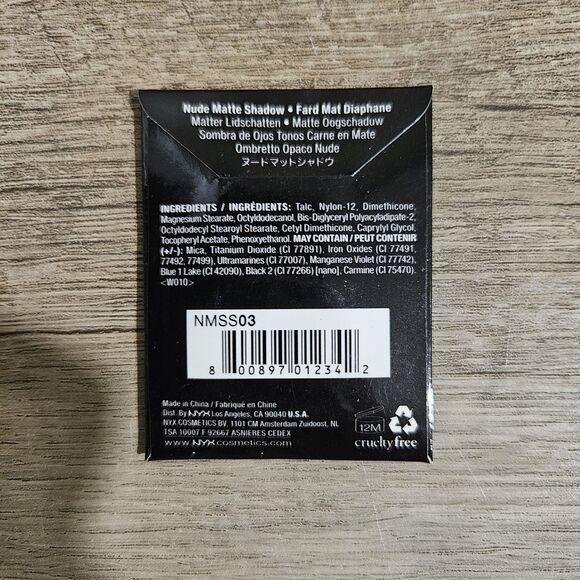 Nude Matte Shadow • Fard Mat Diaphane
Matter Lidschatten • Matte Oogschaduw
Sombra de Ojos Tonos Carne en Mate
Ombretto Opaco Nude
ヌードマットシャドウ
INGREDIENTS / INGRÉDIENTS: Talc, Nylon-12, Dimethicone,
Magnesium Stearate, Octyldodecanol, Bis-Diglyceryl Polyacyladipate-2,
Octyldodecyl Stearoyl Stearate, Cetyl Dimethicone, Caprylyl Glycol,
Tocopheryl Acetate, Phenoxyethanol. MAY CONTAIN / PEUT CONTENIR
(+/-): Mica, Titanium Dioxide (CI 77891), Iron Oxides (CI 77491,
77492, 77499), Ultramarines (CI 77007), Manganese Violet (CI 77742),
Blue 1 Lake (CI 42090), Black 2 (CI 77266) [nano], Carmine (CI 75470).
<W010>
NMSS03
8 00897 01234 2
Made in China / Fabriqué en Chine
Dist. By NYX Los Angeles, CA 90040 U.S.A.
NYX COSMETICS BV, 1101 CM Amsterdam Zuidoost, NL
TSA 10007 F 92667 ASNIERES CEDEX
www.NYXcosmetics.com
12M
crueltyfree